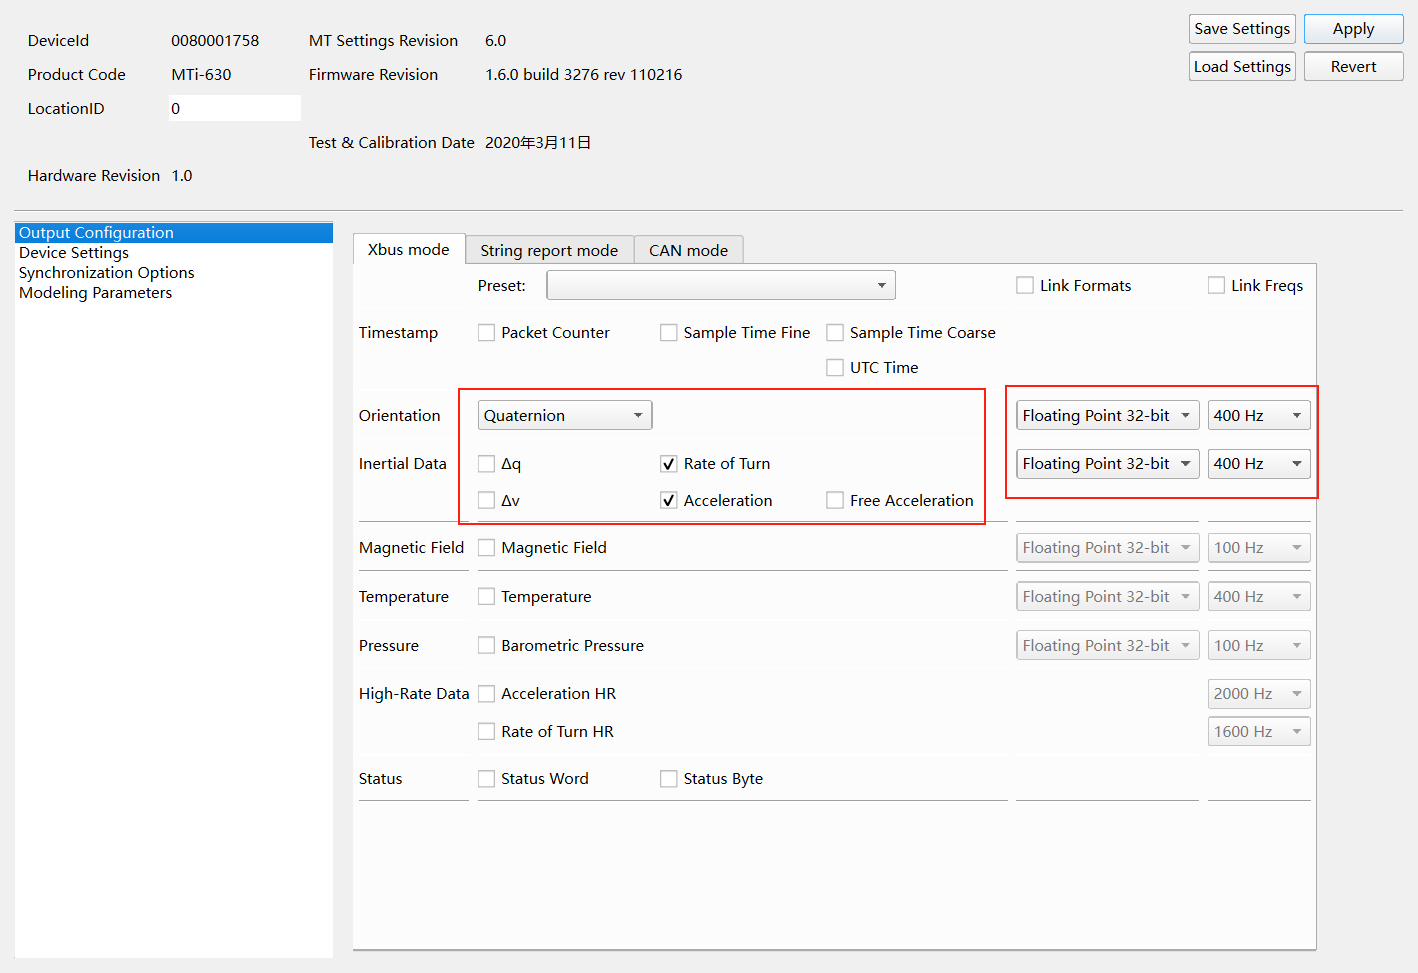 DeviceId 0080001758 MT Settings Revision 6.0 Save Settings Apply
Product Code MTi-630 Firmware Revision 1.6.0 build 3276 rev 110216 Load Settings Revert
LocationID 0
Test & Calibration Date 2020年3月11日
Hardware Revision 1.0
Output Configuration
Device Settings
Synchronization Options
Modeling Parameters
Xbus mode String report mode CAN mode
Preset: Link Formats Link Freqs
Timestamp Packet Counter Sample Time Fine Sample Time Coarse
UTC Time
Orientation Quaternion Floating Point 32-bit 400 Hz
Inertial Data Δq Rate of Turn Floating Point 32-bit 400 Hz
Δv Acceleration Free Acceleration
Magnetic Field Magnetic Field Floating Point 32-bit 100 Hz
Temperature Temperature Floating Point 32-bit 400 Hz
Pressure Barometric Pressure Floating Point 32-bit 100 Hz
High-Rate Data Acceleration HR 2000 Hz
Rate of Turn HR 1600 Hz
Status Status Word Status Byte